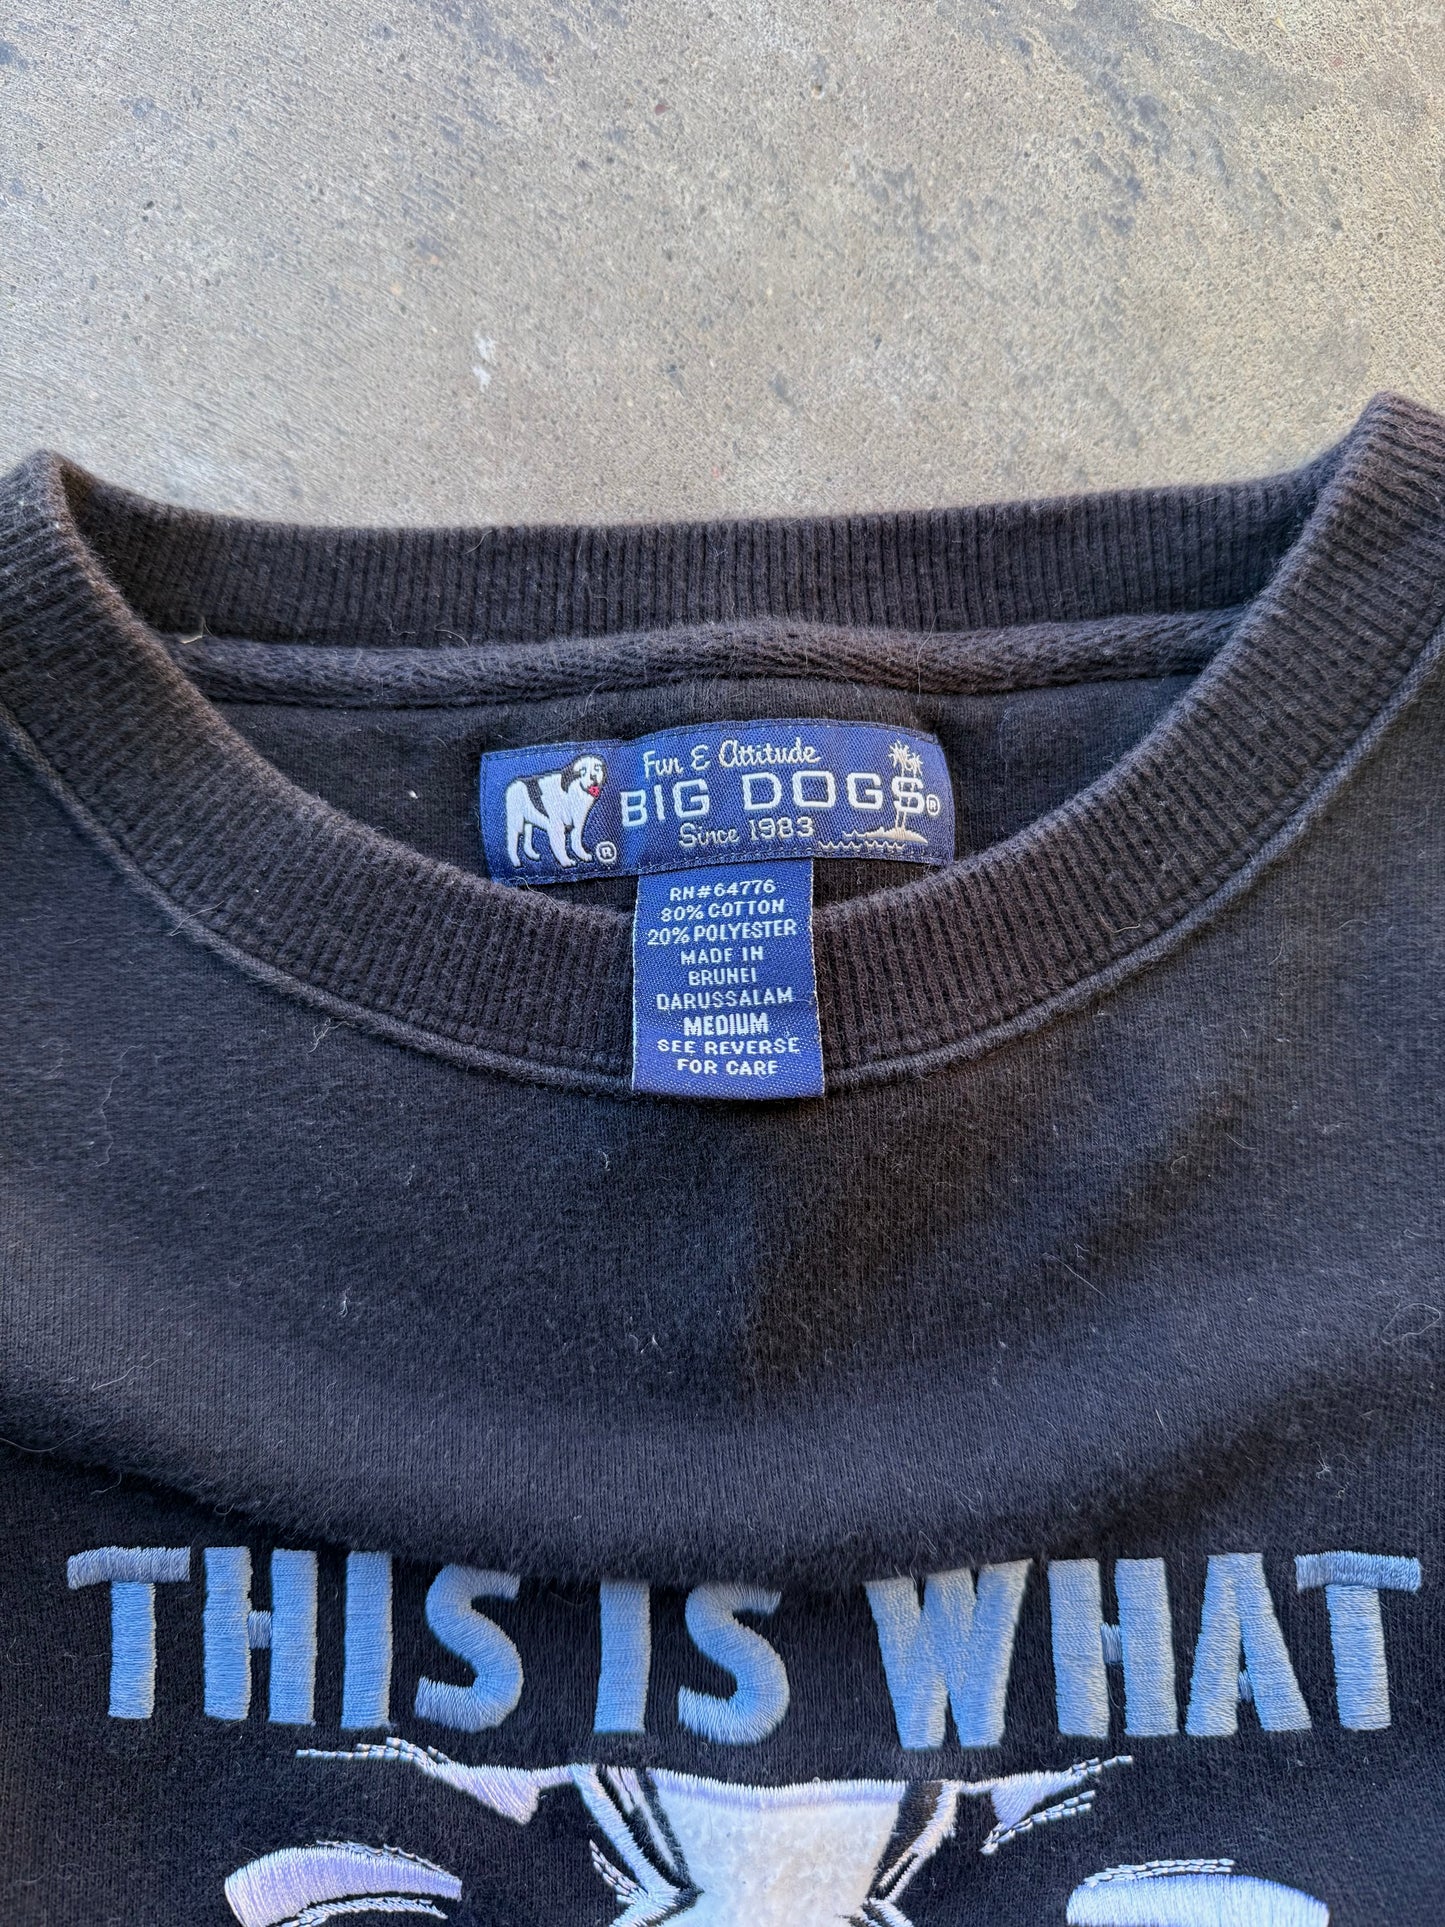 Fun & Attitude
BIG DOGS®
Since 1983
®
RN#64776
80% COTTON
20% POLYESTER
MADE IN
BRUNEI
DARUSSALAM
MEDIUM
SEE REVERSE
FOR CARE
THIS IS WHAT